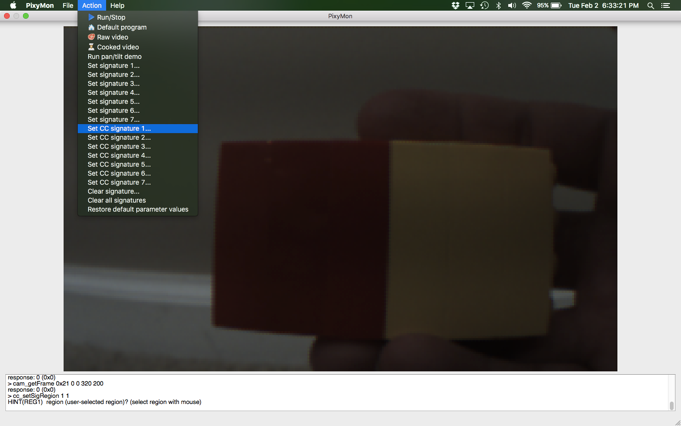 PixyMon File Action Help
95% Tue Feb 2 6:33:21 PM
PixyMon
Run/Stop
Default program
Raw video
Cooked video
Run pan/tilt demo
Set signature 1...
Set signature 2...
Set signature 3...
Set signature 4...
Set signature 5...
Set signature 6...
Set signature 7...
Set CC signature 1...
Set CC signature 2...
Set CC signature 3...
Set CC signature 4...
Set CC signature 5...
Set CC signature 6...
Set CC signature 7...
Clear signature...
Clear all signatures
Restore default parameter values
response: 0 (0x0)
> cam_getFrame 0x21 0 0 320 200
response: 0 (0x0)
> cc_setSigRegion 1 1
HINT(REG1) region (user-selected region)? (select region with mouse)